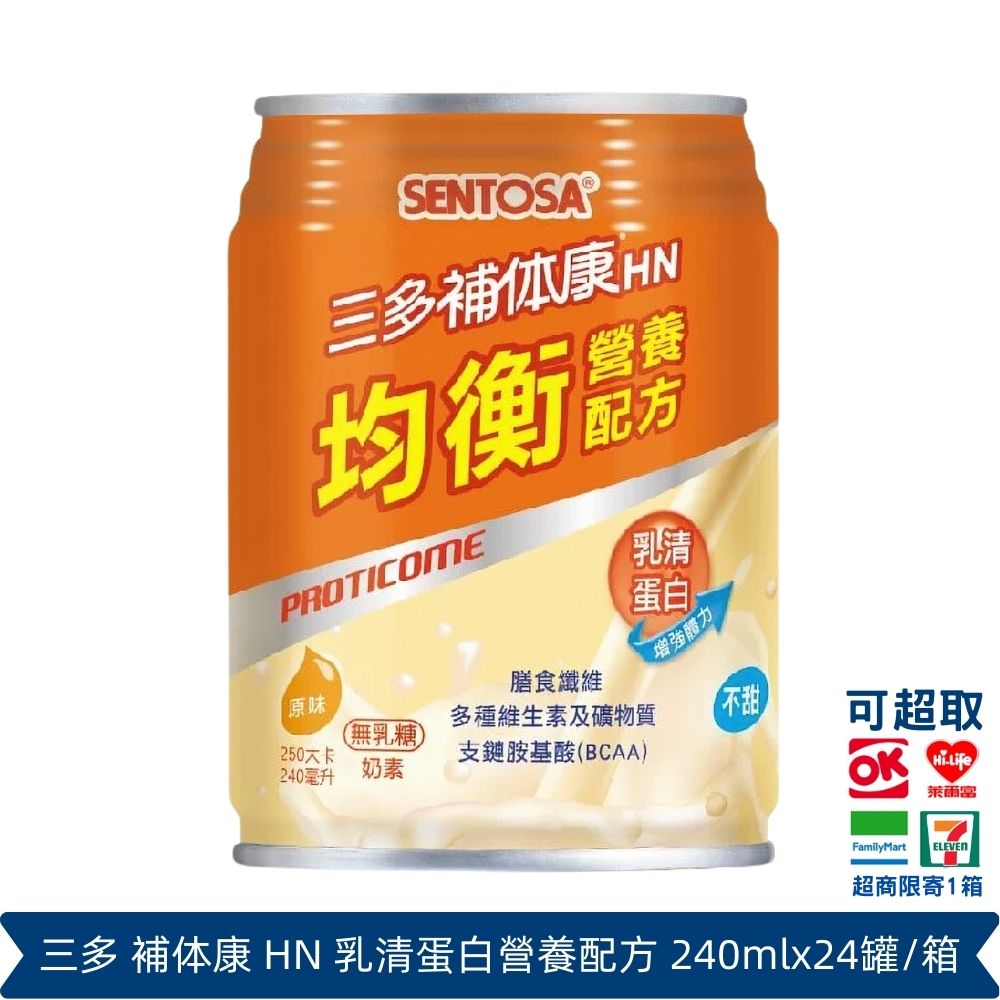 SENTOSA®
三多補体康HN
均衡營養配方
PROTICOME
乳清
蛋白
增強體力
膳食纖維
多種維生素及礦物質
支鏈胺基酸(BCAA)
不甜
原味
無乳糖
250大卡
240毫升
奶素
可超取
OK
Hi-Life
萊爾富
FamilyMart
7
ELEVEn
超商限寄1箱
三多 補体康 HN 乳清蛋白營養配方 240mlx24罐/箱